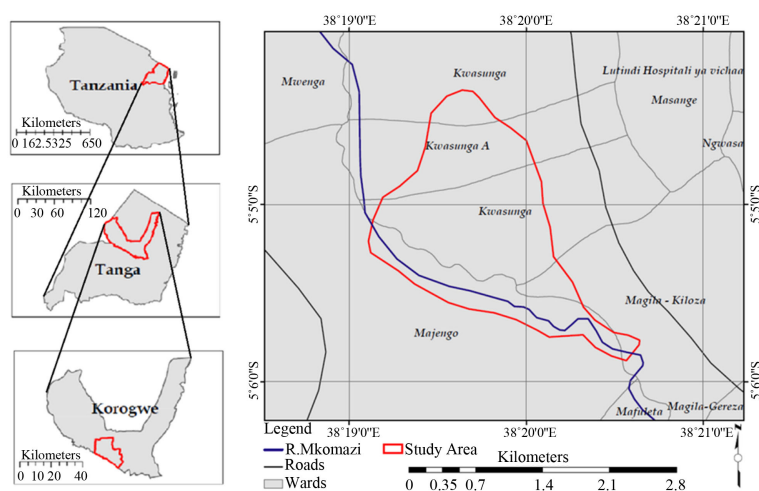 Tanzania
Kilometers
0 162.5325 650
Kilometers
0 30 60 120
Tanga
Korogwe
Kilometers
0 10 20 40
38°19'0"E 38°20'0"E 38°21'0"E
Mwenga
Kwasunga
Lutindi Hospitali ya vichaa
Masange
Kwasunga A
Ngwasa
5°5'0"S
5°5'0"S
Kwasunga
Magila - Kiloza
Majengo
5°6'0"S
5°6'0"S
Mafuleta
Magila-Gereza
38°19'0"E 38°20'0"E 38°21'0"E
Legend
R.Mkomazi
Study Area
Roads
Wards
Kilometers
0 0.35 0.7 1.4 2.1 2.8
N